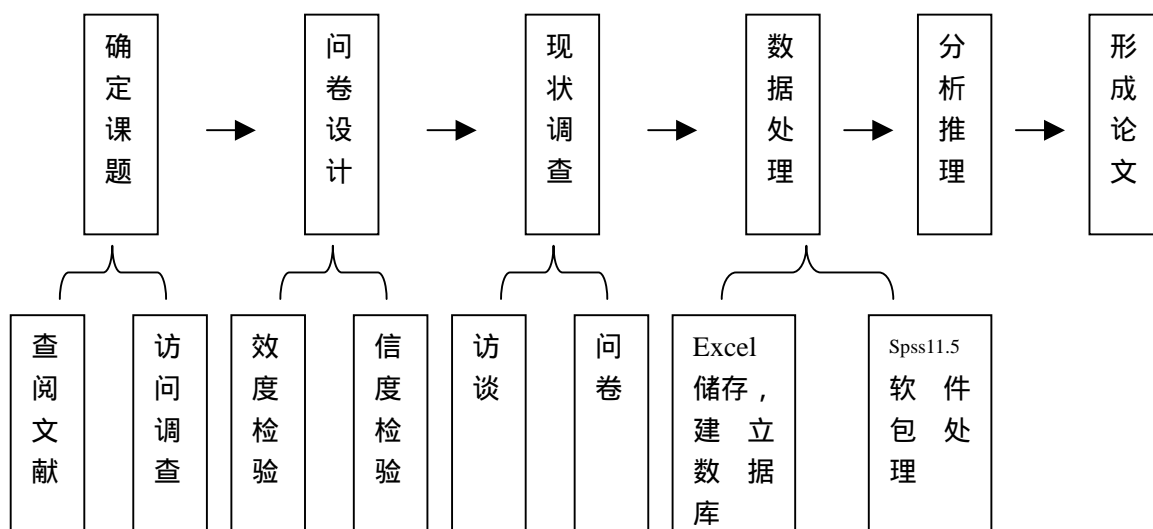 确定课题
问卷设计
现状调查
数据处理
分析推理
形成论文
查阅文献
访问调查
效度检验
信度检验
访谈
问卷
Excel
储存，
建立
数据
库
Spss11.5
软件
包处
理